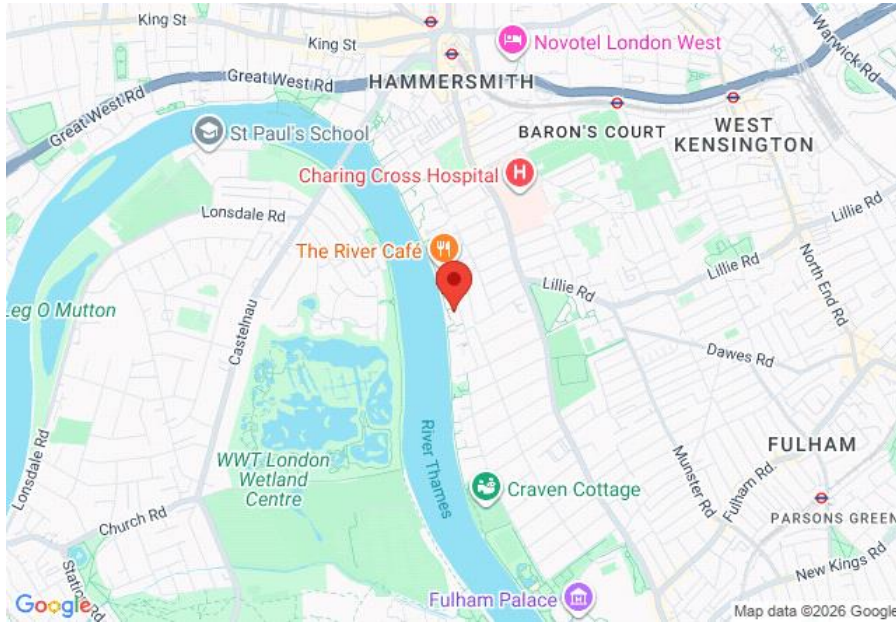 King St
King St
Novotel London West
Warwick Rd
Great West Rd
HAMMERSMITH
Great West Rd
St Paul's School
BARON'S COURT
WEST
KENSINGTON
Charing Cross Hospital
H
Lonsdale Rd
Lillie Rd
The River Café
Lillie Rd
North End Rd
Lillie Rd
Leg O Mutton
Castelnau
Dawes Rd
River Thames
FULHAM
WWT London
Wetland
Centre
Munster Rd
Fulham Rd
Lonsdale Rd
Craven Cottage
Church Rd
PARSONS GREEN
New Kings Rd
Station Rd
Fulham Palace
Google
Map data ©2026 Google